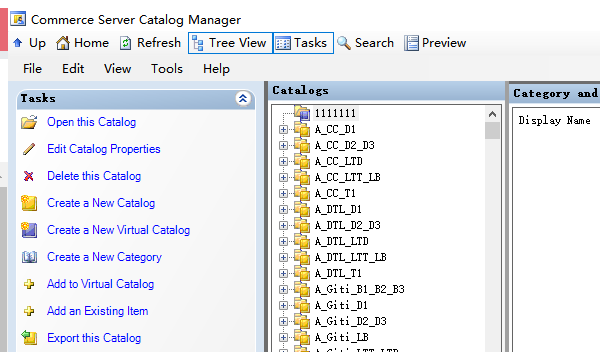 Commerce Server Catalog Manager
Up Home Refresh Tree View Tasks Search Preview
File Edit View Tools Help
Tasks
Open this Catalog
Edit Catalog Properties
Delete this Catalog
Create a New Catalog
Create a New Virtual Catalog
Create a New Category
Add to Virtual Catalog
Add an Existing Item
Export this Catalog
Catalogs
1111111
A_CC_D1
A_CC_D2_D3
A_CC_LTD
A_CC_LTT_LB
A_CC_T1
A_DTL_D1
A_DTL_D2_D3
A_DTL_LTD
A_DTL_LTT_LB
A_DTL_T1
A_Giti_B1_B2_B3
A_Giti_D1
A_Giti_D2_D3
A_Giti_LB
A_Giti_LTT_LTD
Category and
Display Name